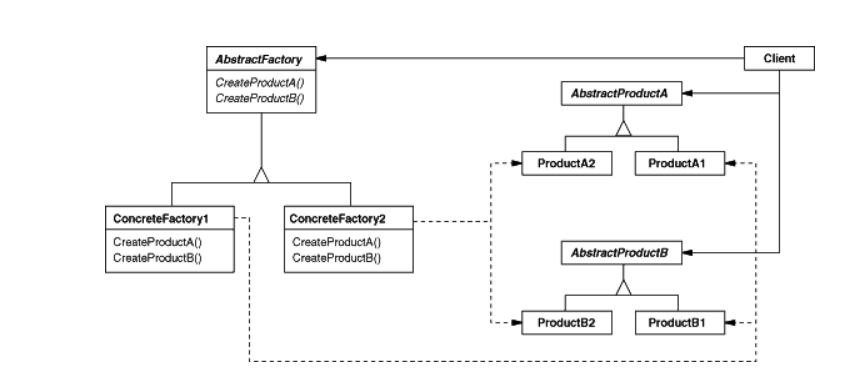 AbstractFactory
CreateProductA()
CreateProductB()
Client
AbstractProductA
ProductA2
ProductA1
ConcreteFactory1
CreateProductA()
CreateProductB()
ConcreteFactory2
CreateProductA()
CreateProductB()
AbstractProductB
ProductB2
ProductB1